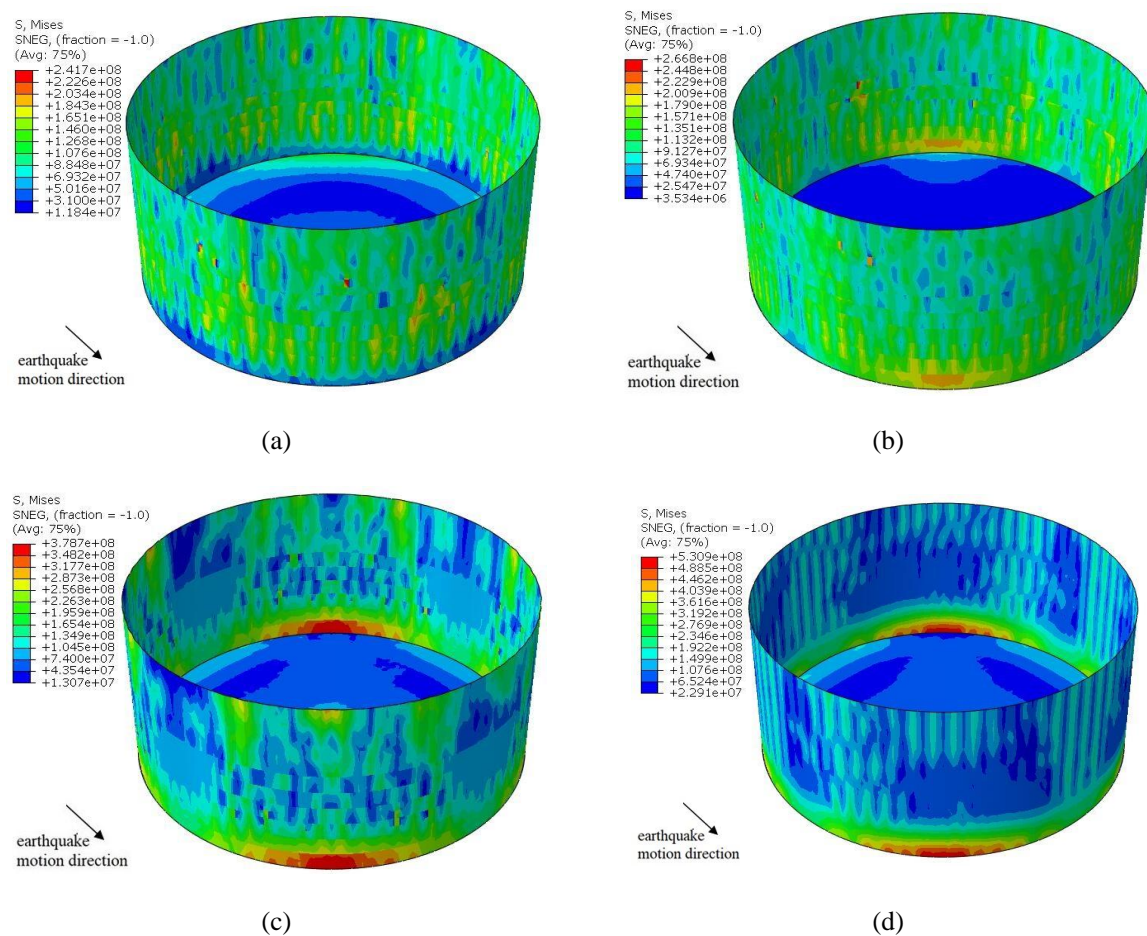 S, Mises
SNEG, (fraction = -1.0)
(Avg: 75%)
+2.417e+08
+2.226e+08
+2.034e+08
+1.843e+08
+1.651e+08
+1.460e+08
+1.268e+08
+1.076e+08
+8.848e+07
+6.932e+07
+5.016e+07
+3.100e+07
+1.184e+07
earthquake
motion direction
(a)
S, Mises
SNEG, (fraction = -1.0)
(Avg: 75%)
+2.668e+08
+2.448e+08
+2.229e+08
+2.009e+08
+1.790e+08
+1.571e+08
+1.351e+08
+1.132e+08
+9.127e+07
+6.934e+07
+4.740e+07
+2.547e+07
+3.534e+06
earthquake
motion direction
(b)
S, Mises
SNEG, (fraction = -1.0)
(Avg: 75%)
+3.787e+08
+3.482e+08
+3.177e+08
+2.873e+08
+2.568e+08
+2.263e+08
+1.959e+08
+1.654e+08
+1.349e+08
+1.045e+08
+7.400e+07
+4.354e+07
+1.307e+07
earthquake
motion direction
(c)
S, Mises
SNEG, (fraction = -1.0)
(Avg: 75%)
+5.309e+08
+4.885e+08
+4.462e+08
+4.039e+08
+3.616e+08
+3.192e+08
+2.769e+08
+2.346e+08
+1.922e+08
+1.499e+08
+1.076e+08
+6.524e+07
+2.291e+07
earthquake
motion direction
(d)